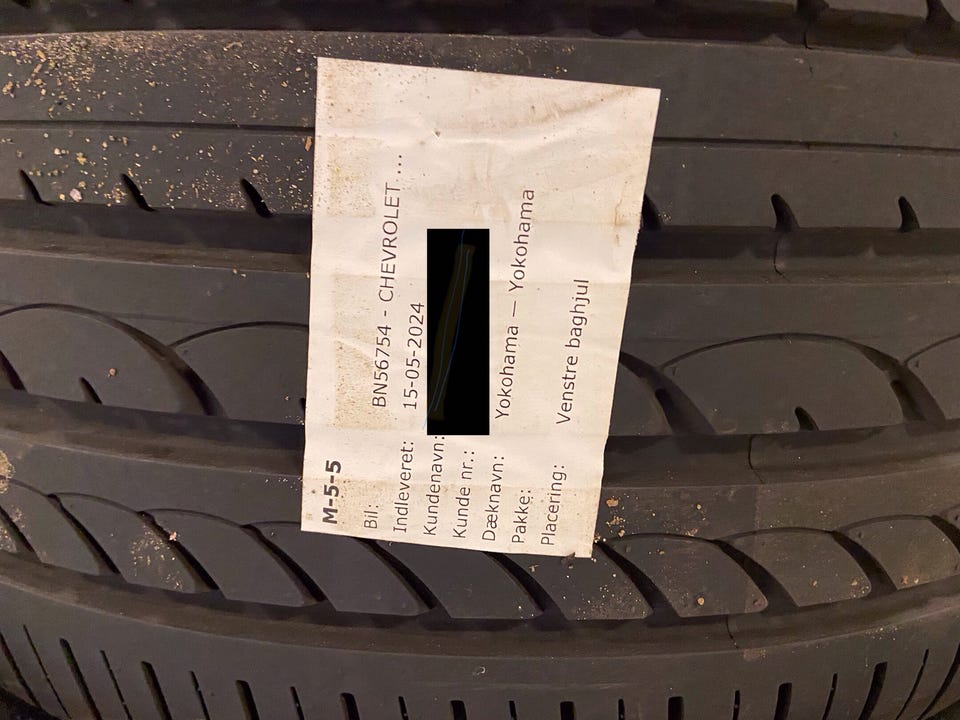 M-5-5
Bil: BN56754 - CHEVROLET ...
Indleveret: 15-05-2024
Kundenavn:
Kunde nr.:
Dæknavn: Yokohama — Yokohama
Pakke:
Placering: Venstre baghjul